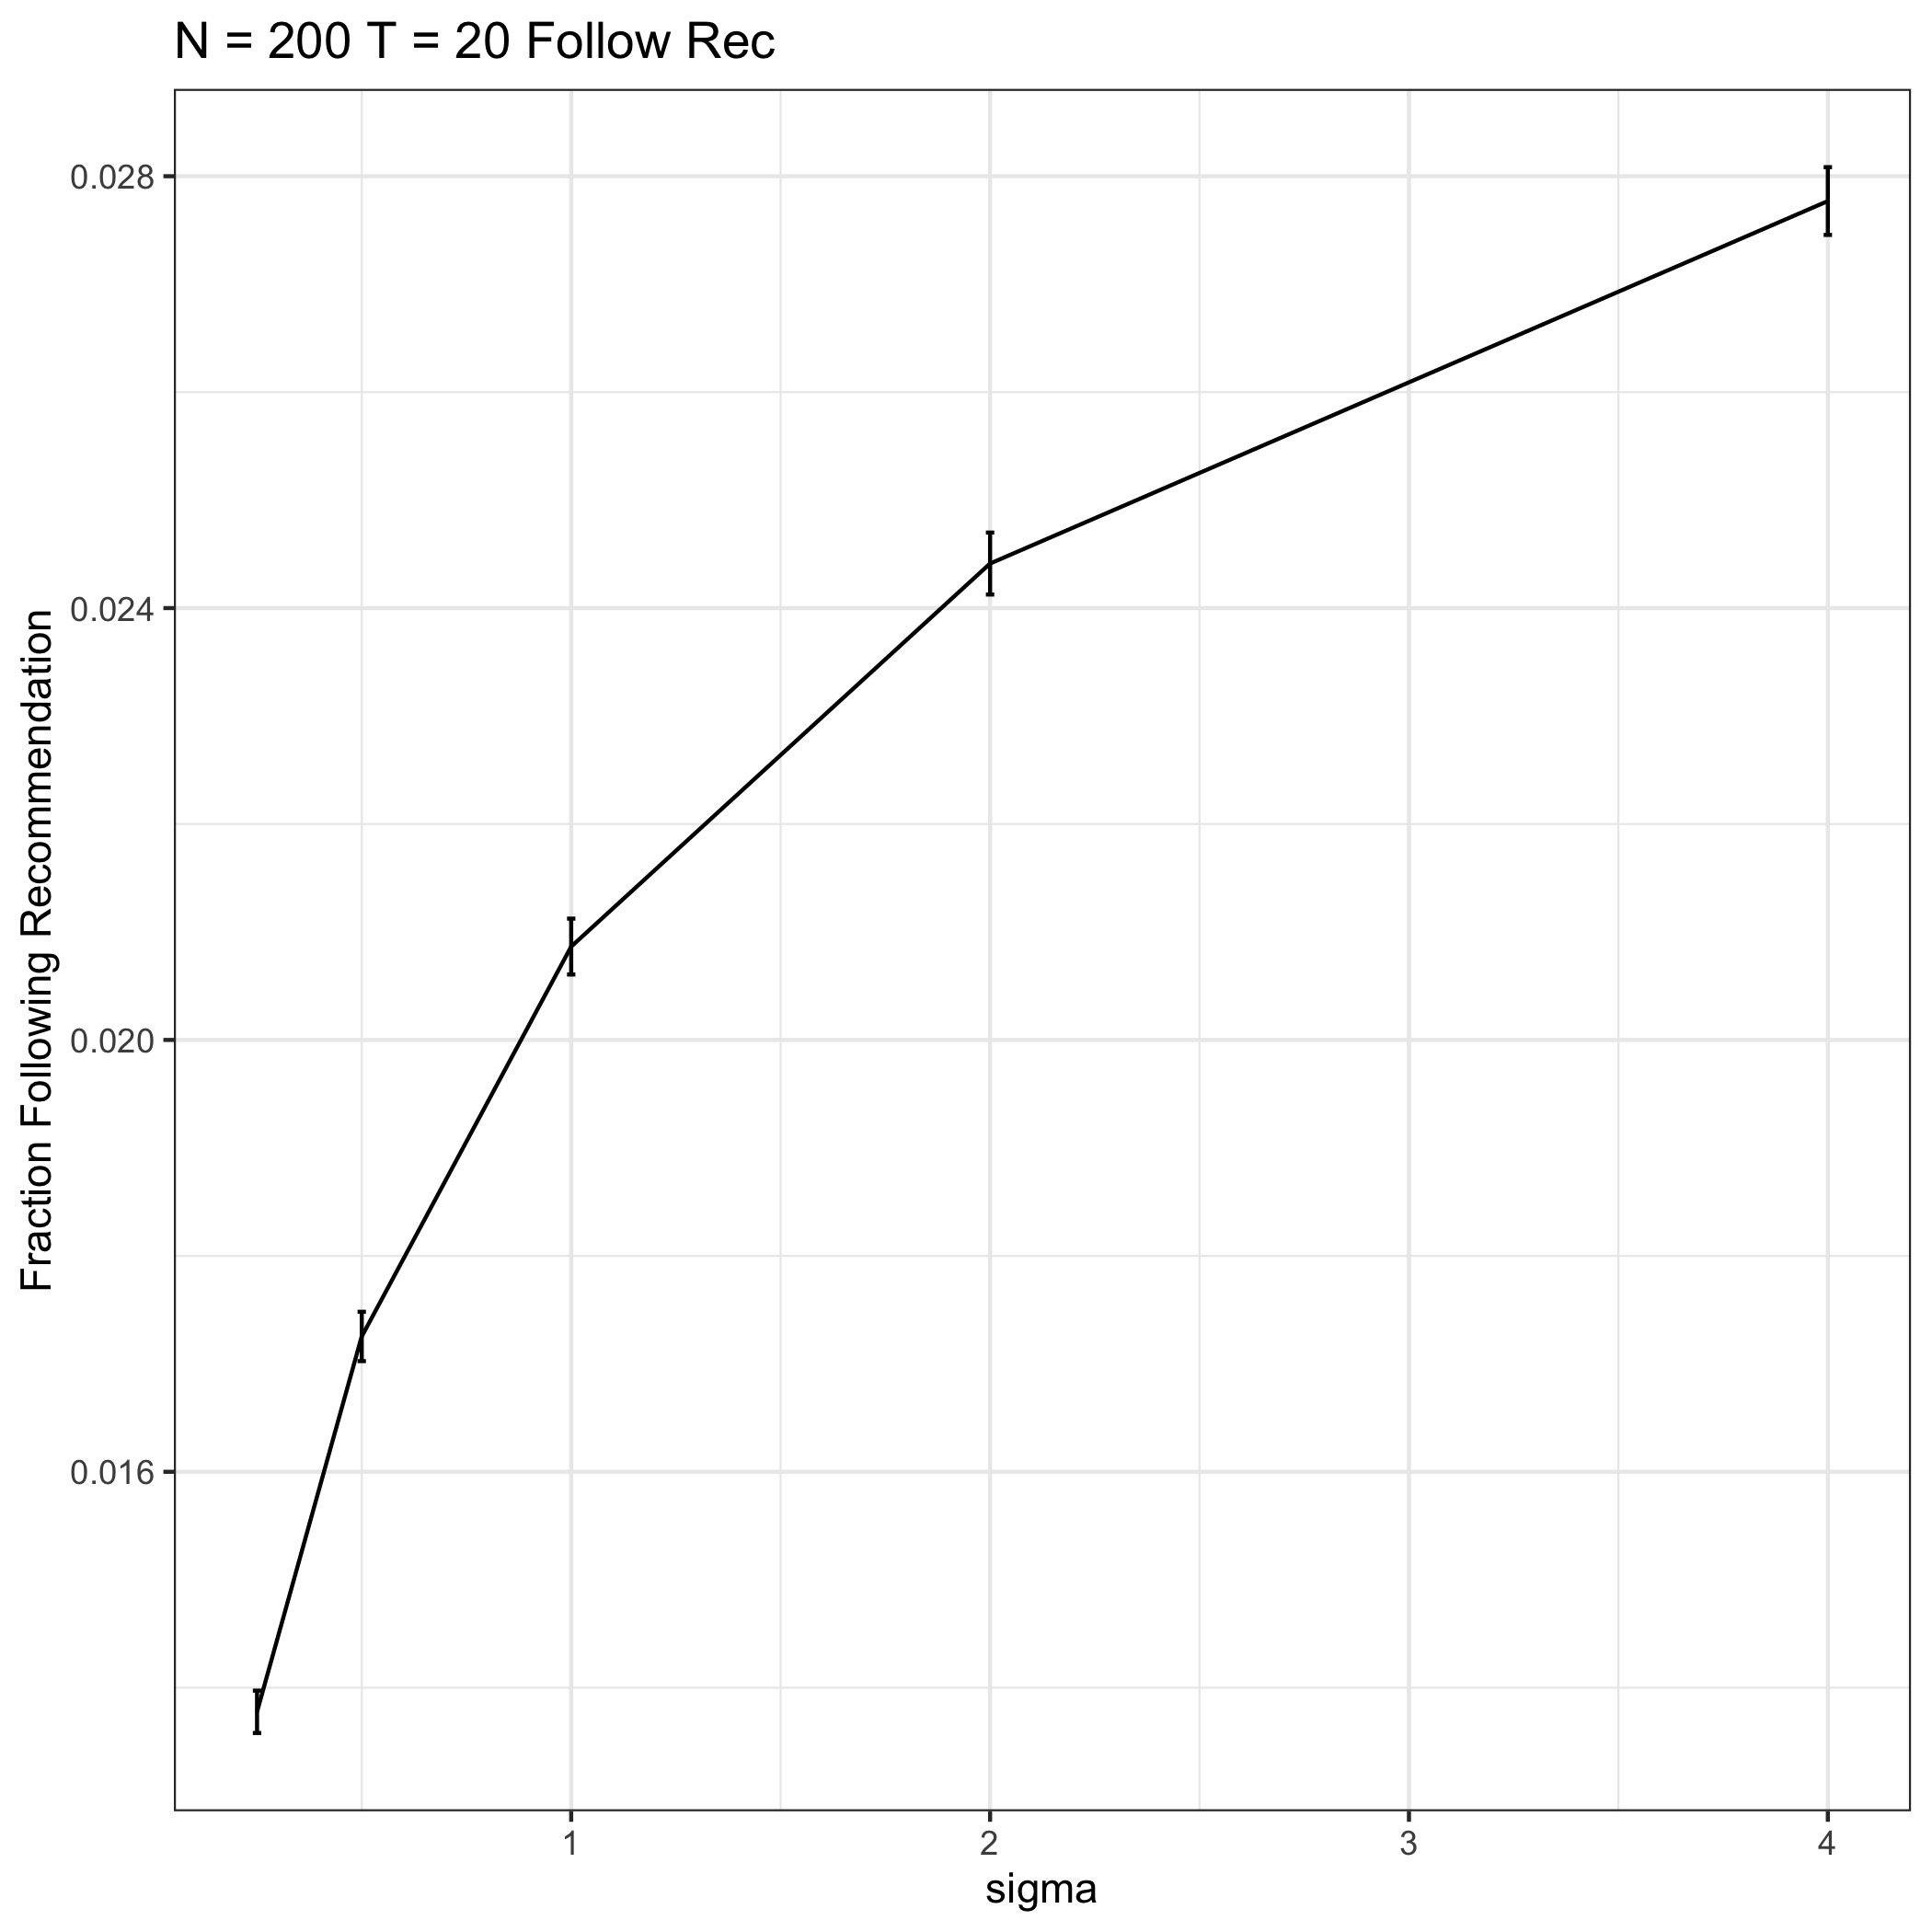 N = 200 T = 20 Follow Rec
Fraction Following Recommendation
0.028
0.024
0.020
0.016
1
2
3
4
sigma